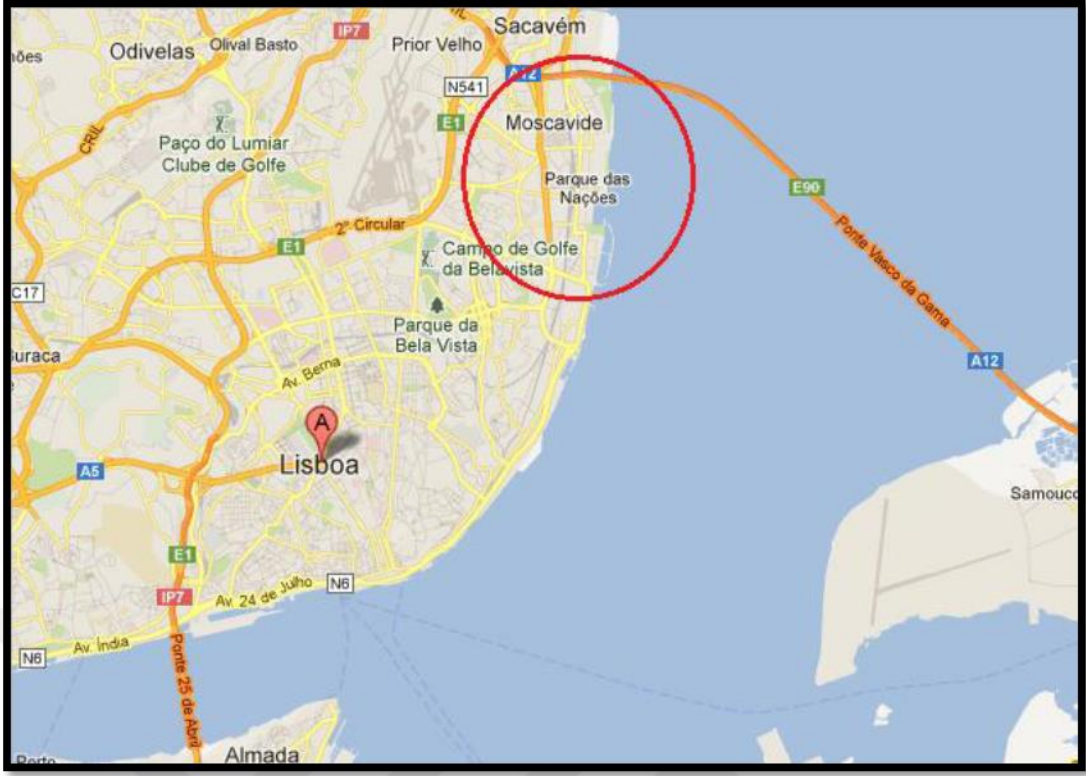 Sacavém
IP7
Odivelas
Olival Basto
Prior Velho
A12
N541
CRIL
E1
Moscavide
Paço do Lumiar
Clube de Golfe
Parque das
Nações
E90
2ª Circular
E1
Campo de Golfe
da Belavista
Ponte Vasco da Gama
C17
Parque da
Bela Vista
A12
Av. Berna
A
Lisboa
A5
Samouco
E1
IP7
Av. 24 de Julho
N6
Av. Índia
N6
Ponte 25 de Abril
Almada